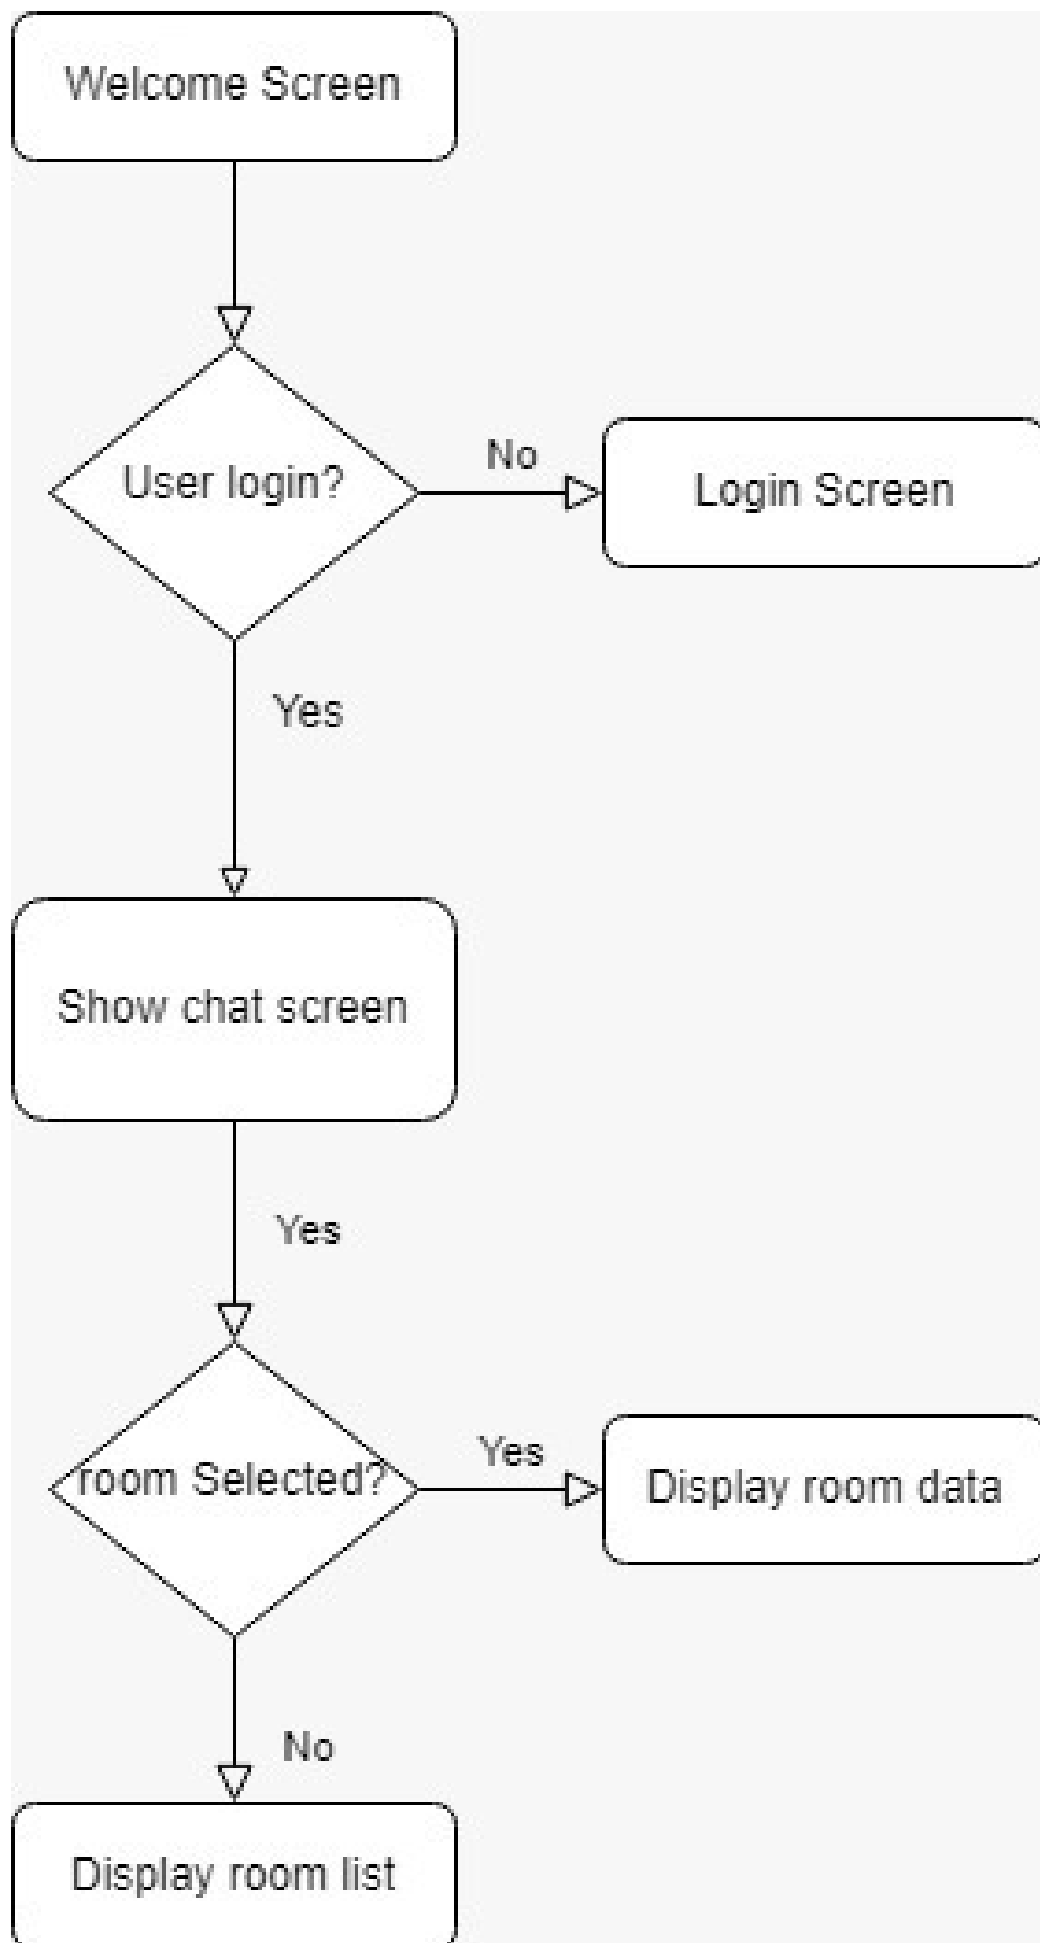 Welcome Screen
User login?
No
Login Screen
Yes
Show chat screen
Yes
room Selected?
Yes
Display room data
No
Display room list